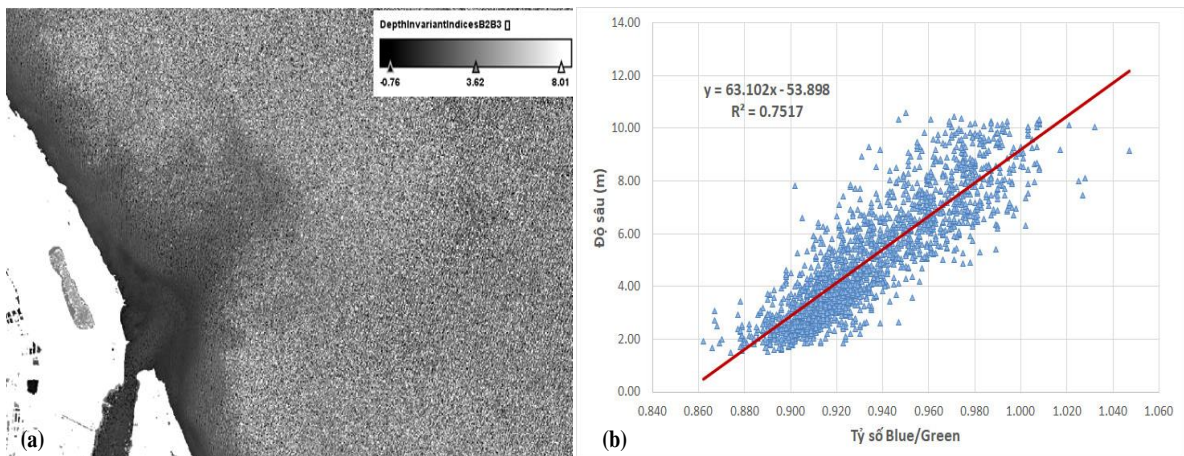 DepthInvariantIndicesB2B3 []
-0.76 3.62 8.01
(a)
14.00
12.00
10.00
8.00
6.00
4.00
2.00
0.00
Độ sâu (m)
y = 63.102x - 53.898
R² = 0.7517
0.840 0.860 0.880 0.900 0.920 0.940 0.960 0.980 1.000 1.020 1.040 1.060
(b)
Tỷ số Blue/Green